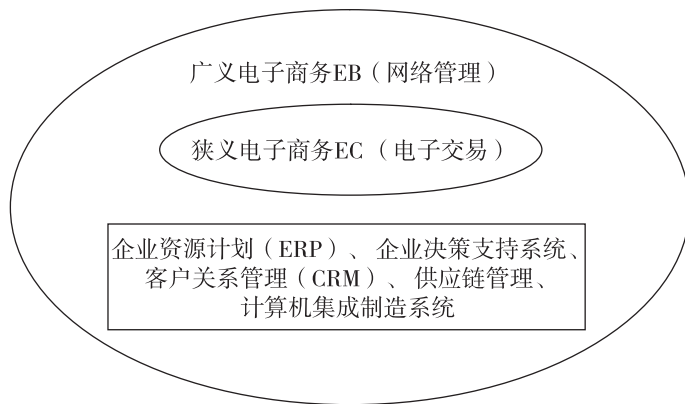 广义电子商务EB（网络管理）
狭义电子商务EC（电子交易）
企业资源计划（ERP）、企业决策支持系统、
客户关系管理（CRM）、供应链管理、
计算机集成制造系统